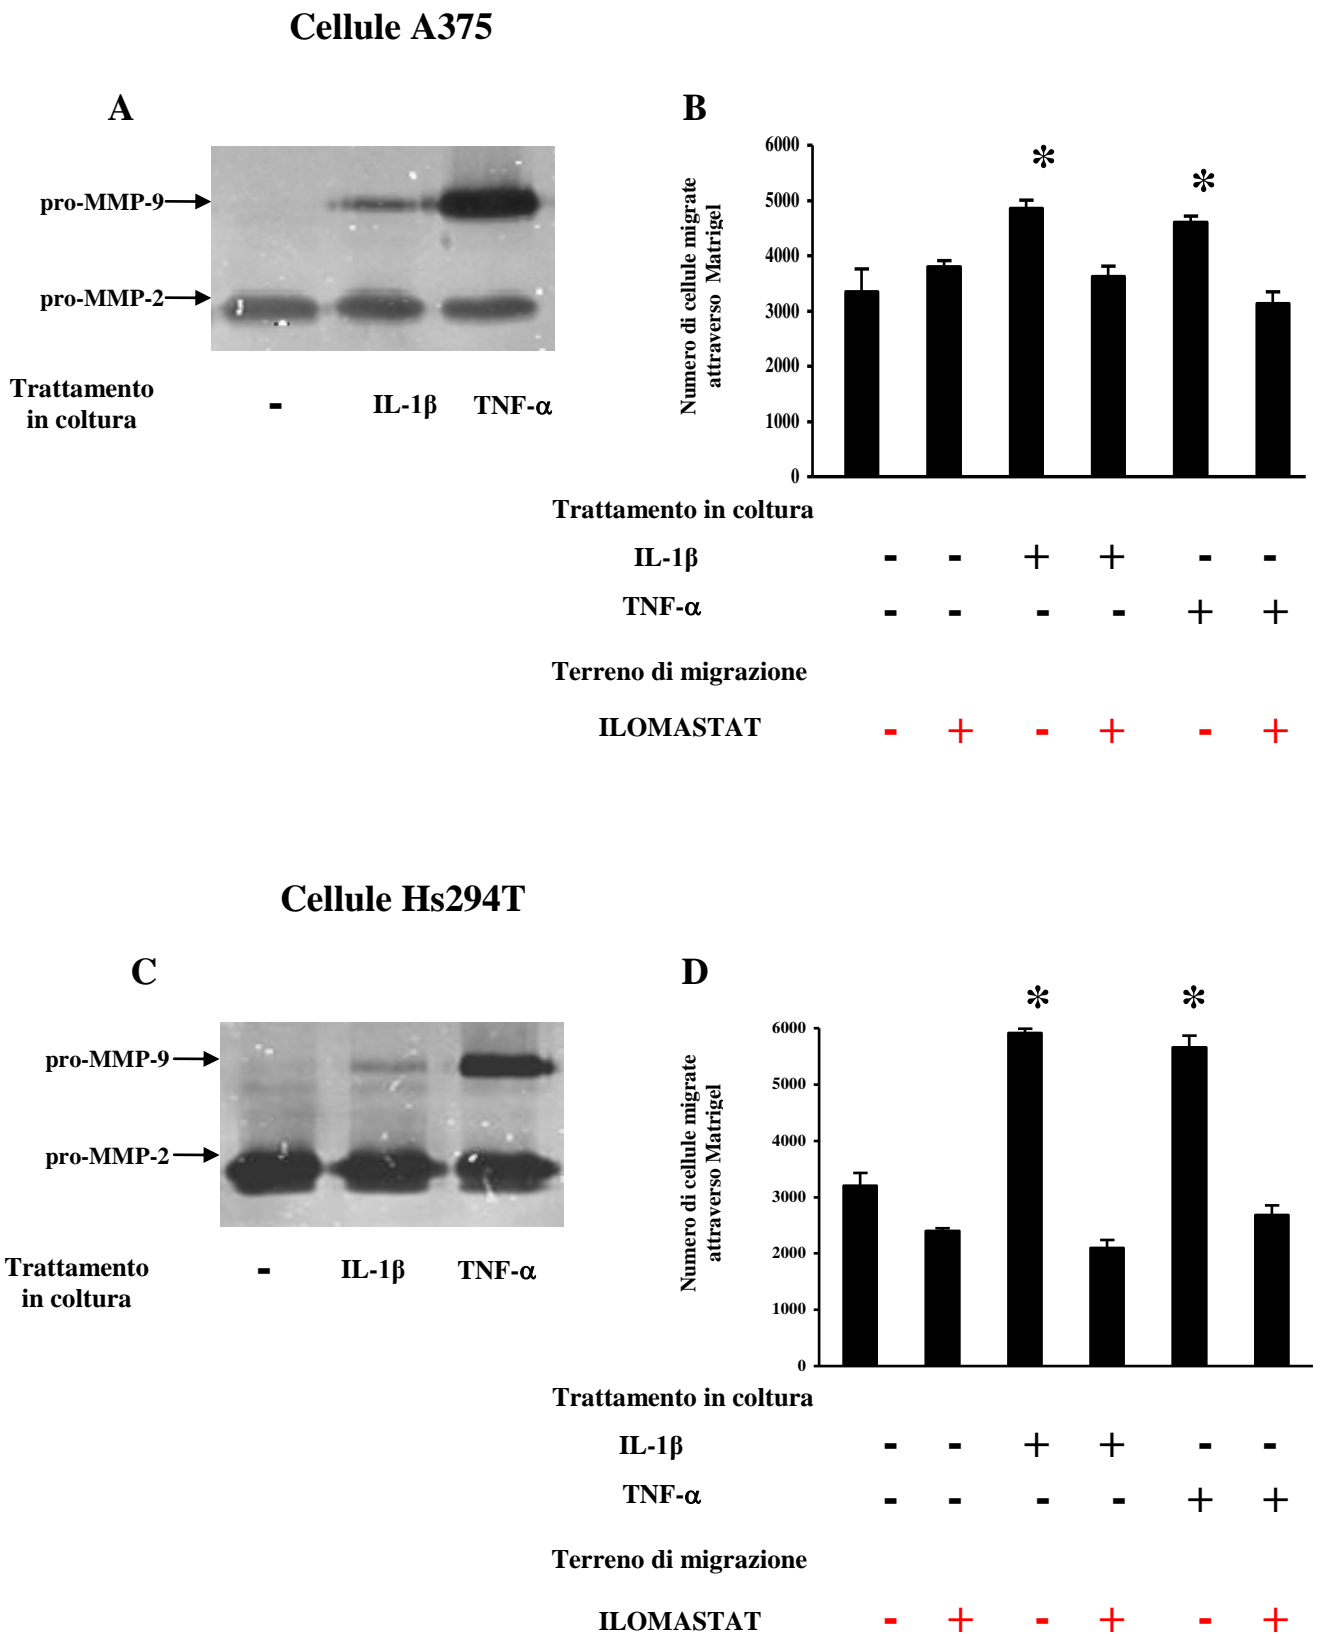 Cellule A375
A
pro-MMP-9
pro-MMP-2
Trattamento
in coltura
- IL-1β TNF-α
B
Numero di cellule migrate
attraverso Matrigel
6000
5000
4000
3000
2000
1000
0
* *
Trattamento in coltura
IL-1β - - + + - -
TNF-α - - - - + +
Terreno di migrazione
ILOMASTAT - + - + - +
Cellule Hs294T
C
pro-MMP-9
pro-MMP-2
Trattamento
in coltura
- IL-1β TNF-α
D
Numero di cellule migrate
attraverso Matrigel
6000
5000
4000
3000
2000
1000
0
* *
Trattamento in coltura
IL-1β - - + + - -
TNF-α - - - - + +
Terreno di migrazione
ILOMASTAT - + - + - +